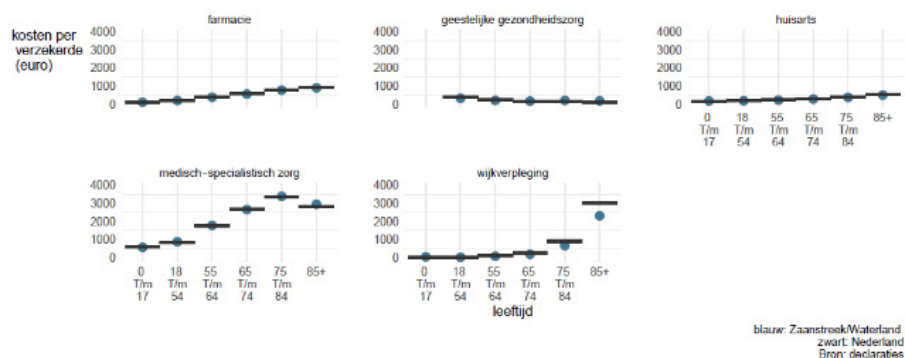 farmacie
geestelijke gezondheidszorg
huisarts
kosten per
verzekerde
(euro)
4000
3000
2000
1000
0
4000
3000
2000
1000
0
4000
3000
2000
1000
0
0 18 55 65 75 85+
T/m T/m T/m T/m T/m
17 54 64 74 84
medisch-specialistisch zorg
wijkverpleging
4000
3000
2000
1000
0
4000
3000
2000
1000
0
0 18 55 65 75 85+
T/m T/m T/m T/m T/m
17 54 64 74 84
0 18 55 65 75 85+
T/m T/m T/m T/m T/m
17 54 64 74 84
leeftijd
blauw: Zaanstreek/Waterland
zwart: Nederland
Bron: declaraties